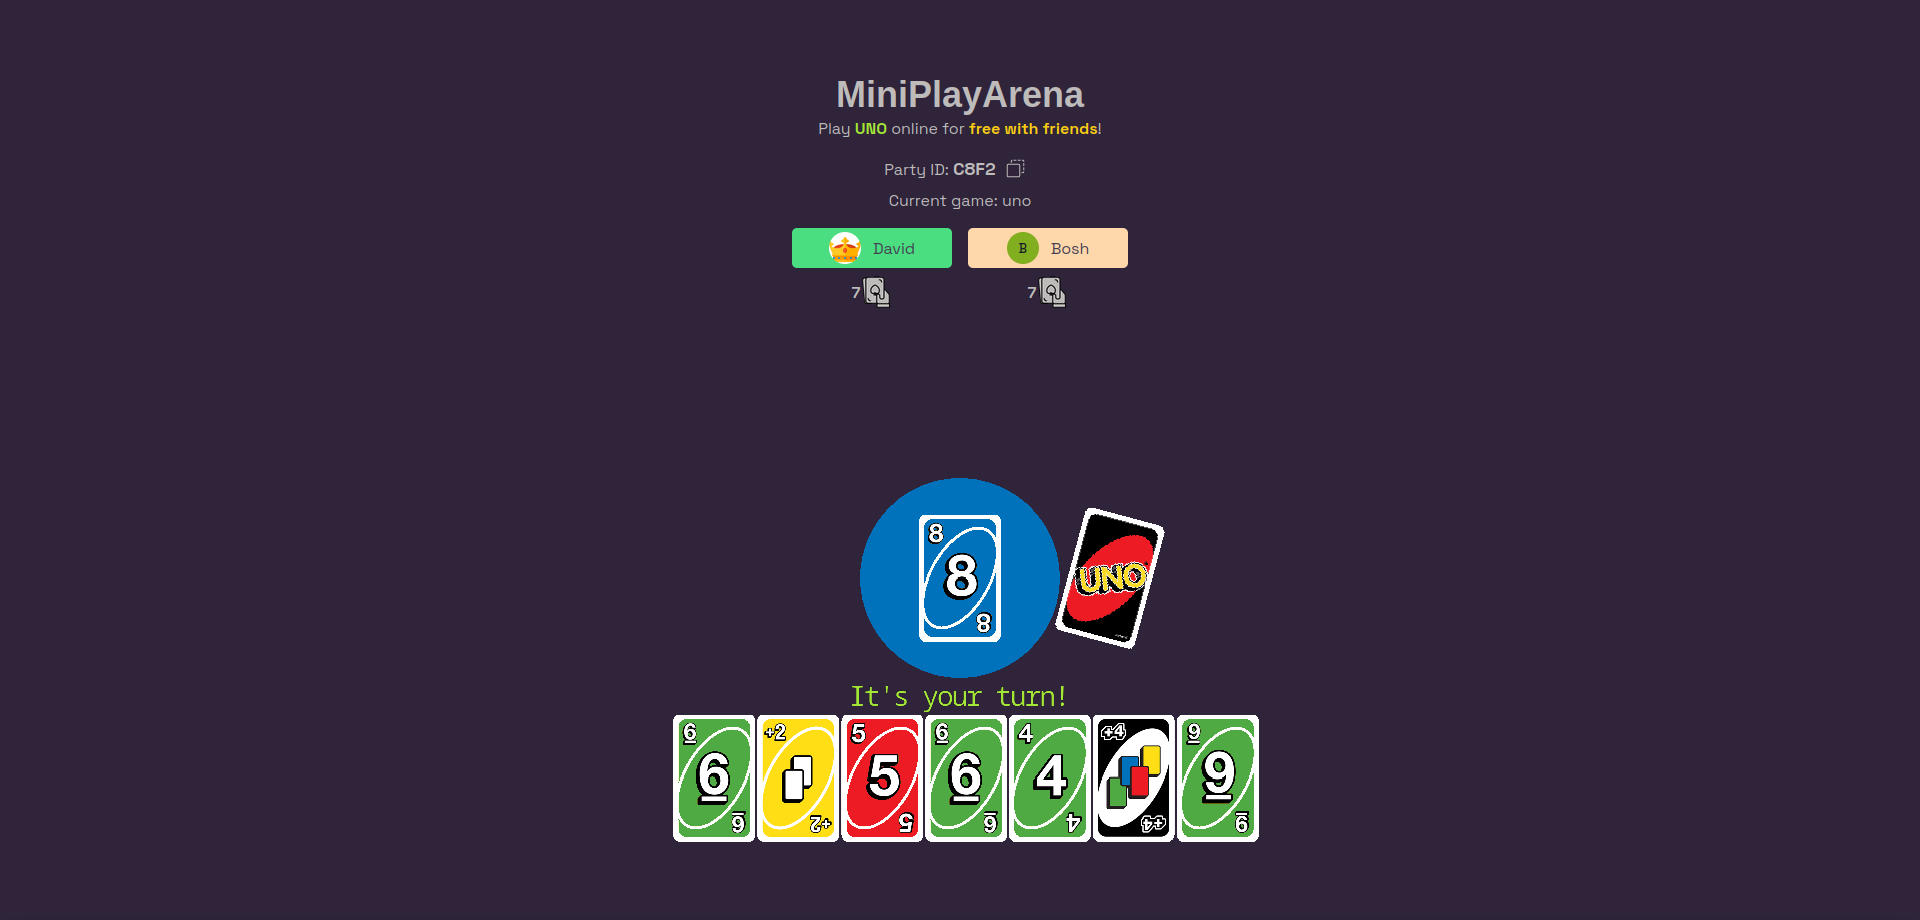 MiniPlayArena
Play UNO online for free with friends!
Party ID: C8F2
Current game: uno
David
B Bosh
7
7
8
8
8
UNO
It's your turn!
6 +2 5 6 4 +4 9
6 5 6 4 9
6 +2 5 6 4 +4 9